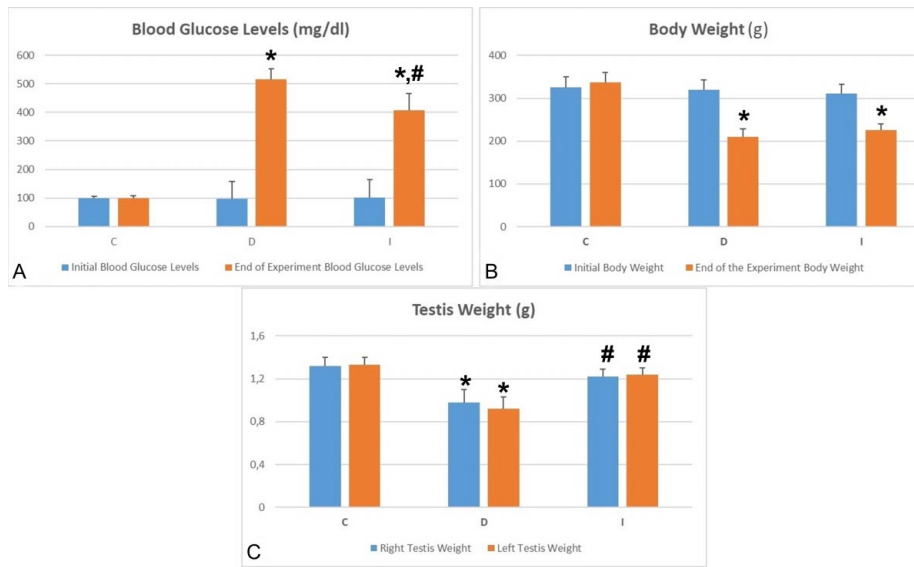 Blood Glucose Levels (mg/dl)
600
500
400
300
200
100
0
*
*,#
C D I
Initial Blood Glucose Levels End of Experiment Blood Glucose Levels
A
Body Weight (g)
400
300
200
100
0
*
*
C D I
Initial Body Weight End of the Experiment Body Weight
B
Testis Weight (g)
1,6
1,2
0,8
0,4
0
* *
# #
C D I
Right Testis Weight Left Testis Weight
C